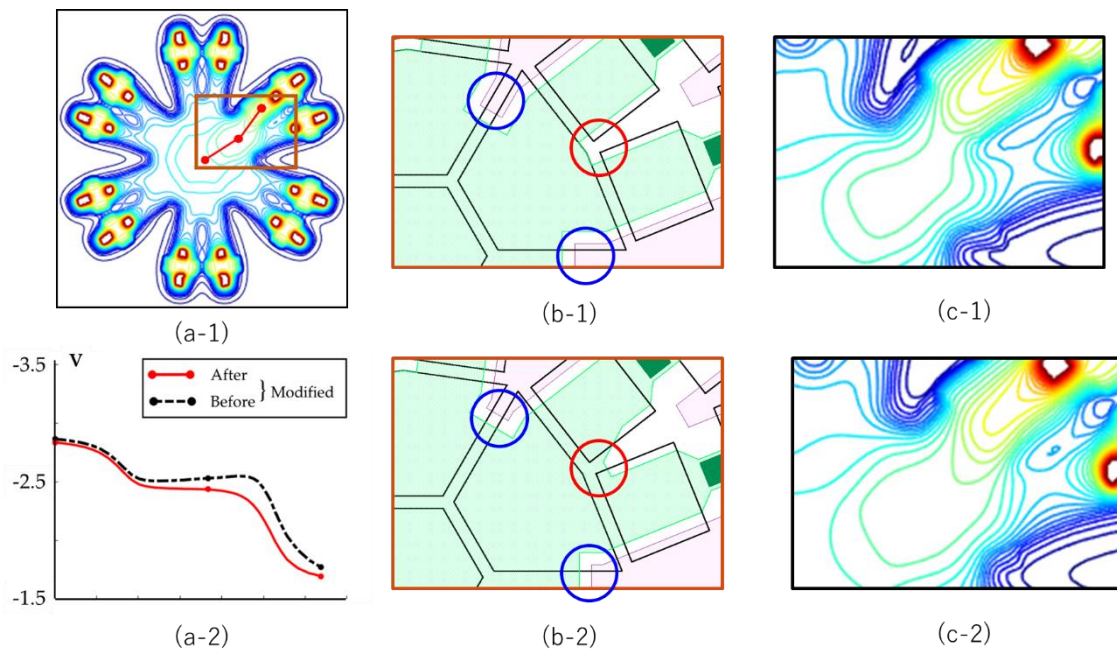 (a-1)
(b-1)
(c-1)
V
-3.5
After
Before
} Modified
-2.5
-1.5
(a-2)
(b-2)
(c-2)